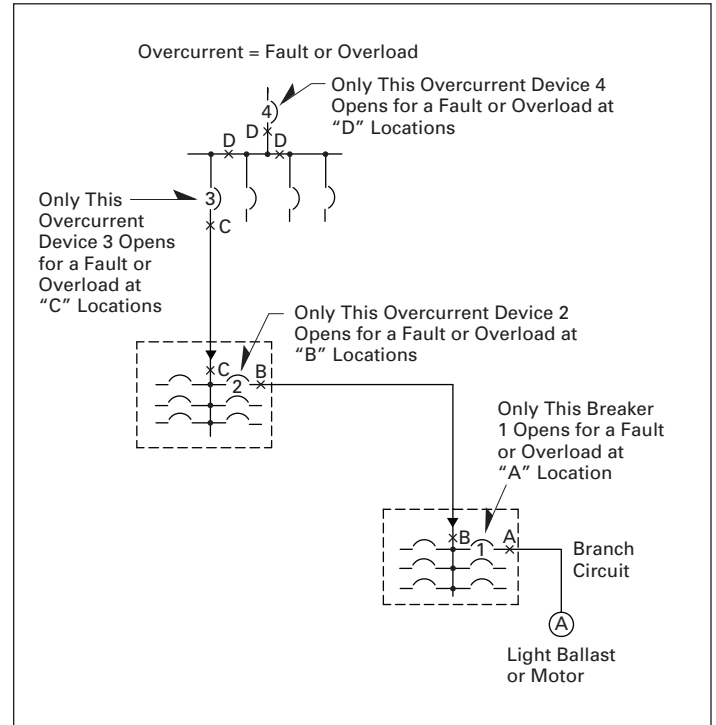 Overcurrent = Fault or Overload
Only This Overcurrent Device 4
Opens for a Fault or Overload at
“D” Locations
4
D
D
D
3
C
Only This
Overcurrent
Device 3 Opens
for a Fault or
Overload at
“C” Locations
Only This Overcurrent Device 2
Opens for a Fault or Overload at
“B” Locations
C
2
B
Only This Breaker
1 Opens for a Fault
or Overload at
“A” Location
B
1
A
Branch
Circuit
A
Light Ballast
or Motor